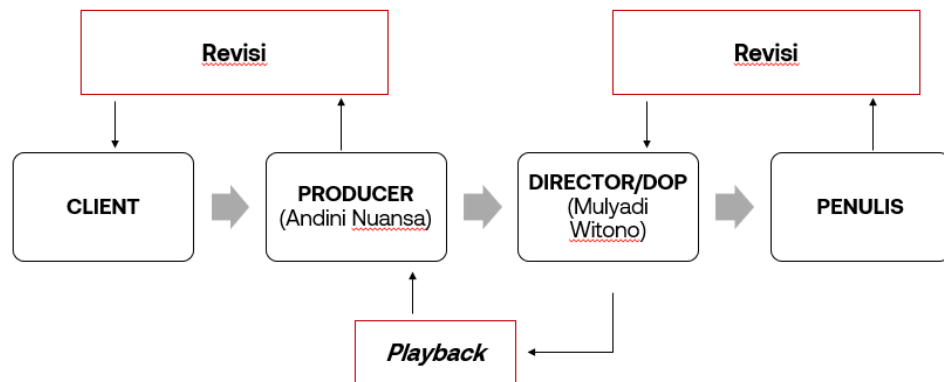 Revisi
Revisi
CLIENT
PRODUCER
(Andini Nuansa)
DIRECTOR/DOP
(Mulyadi
Witono)
PENULIS
Playback